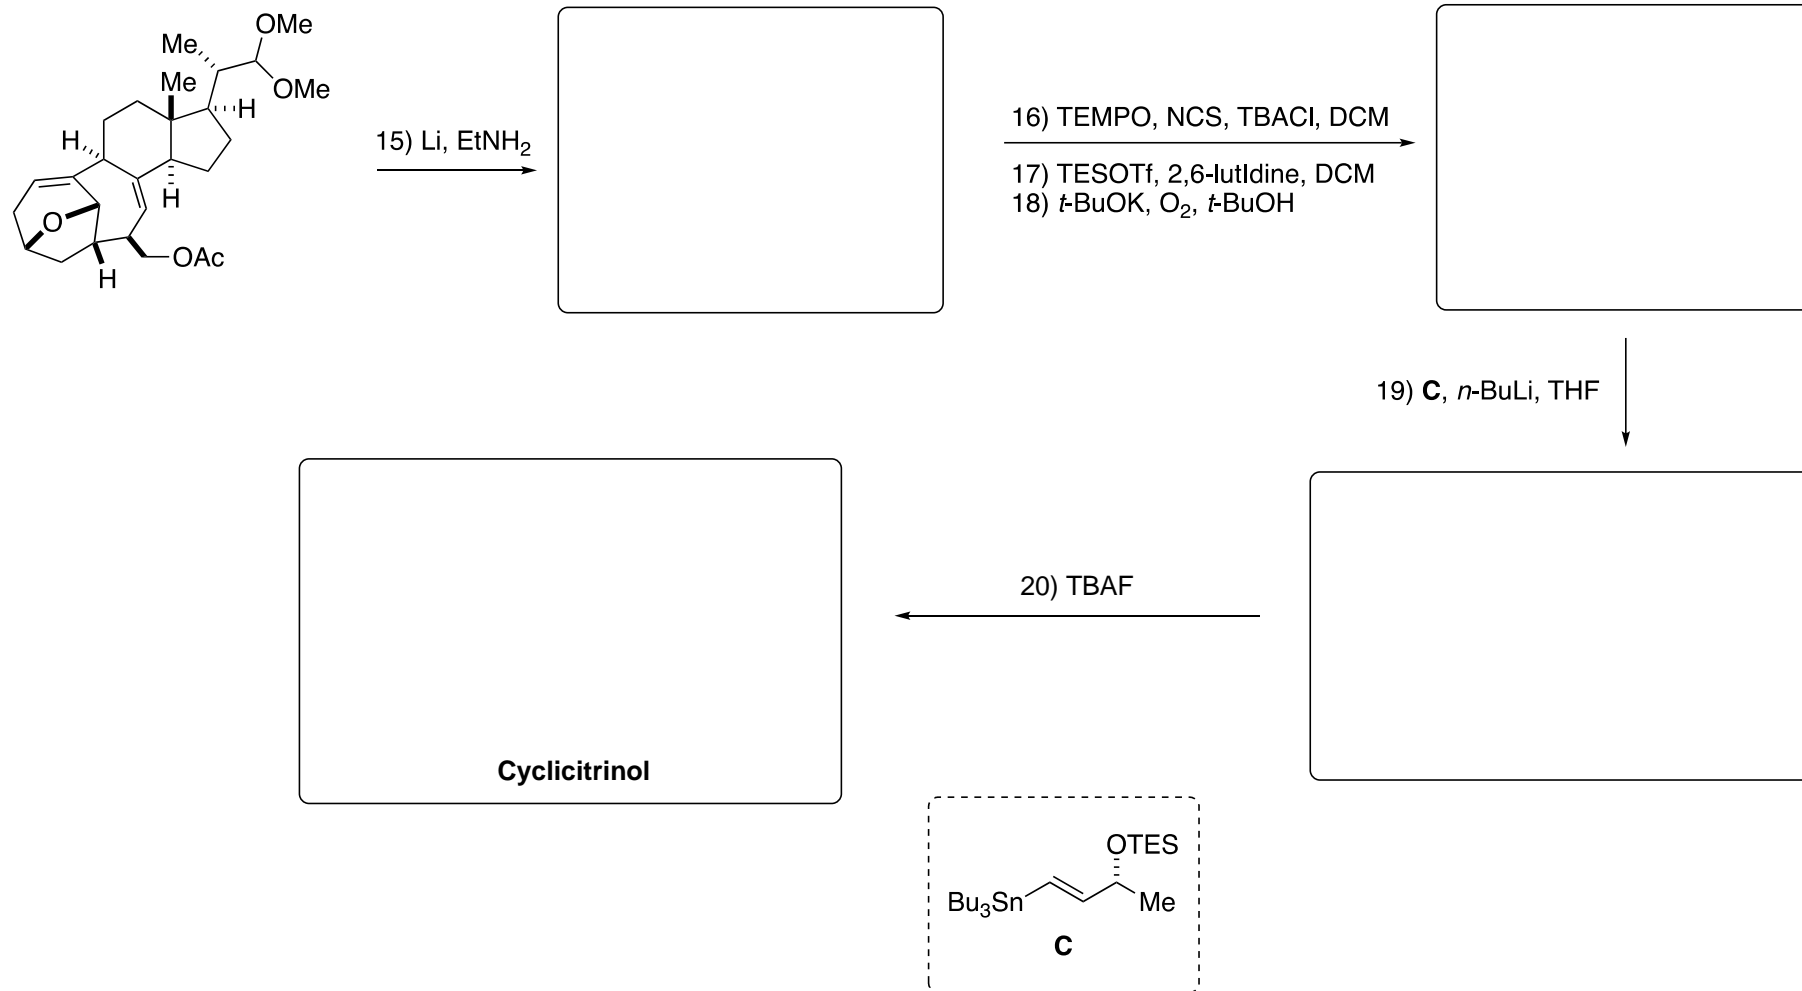 OMe
Me
Me
OMe
H
H
15) Li, EtNH2
H
O
OAc
H
16) TEMPO, NCS, TBACl, DCM
17) TESOTf, 2,6-lutIdine, DCM
18) t-BuOK, O2, t-BuOH
19) C, n-BuLi, THF
20) TBAF
Cyclicitrinol
OTES
Bu3Sn
Me
C